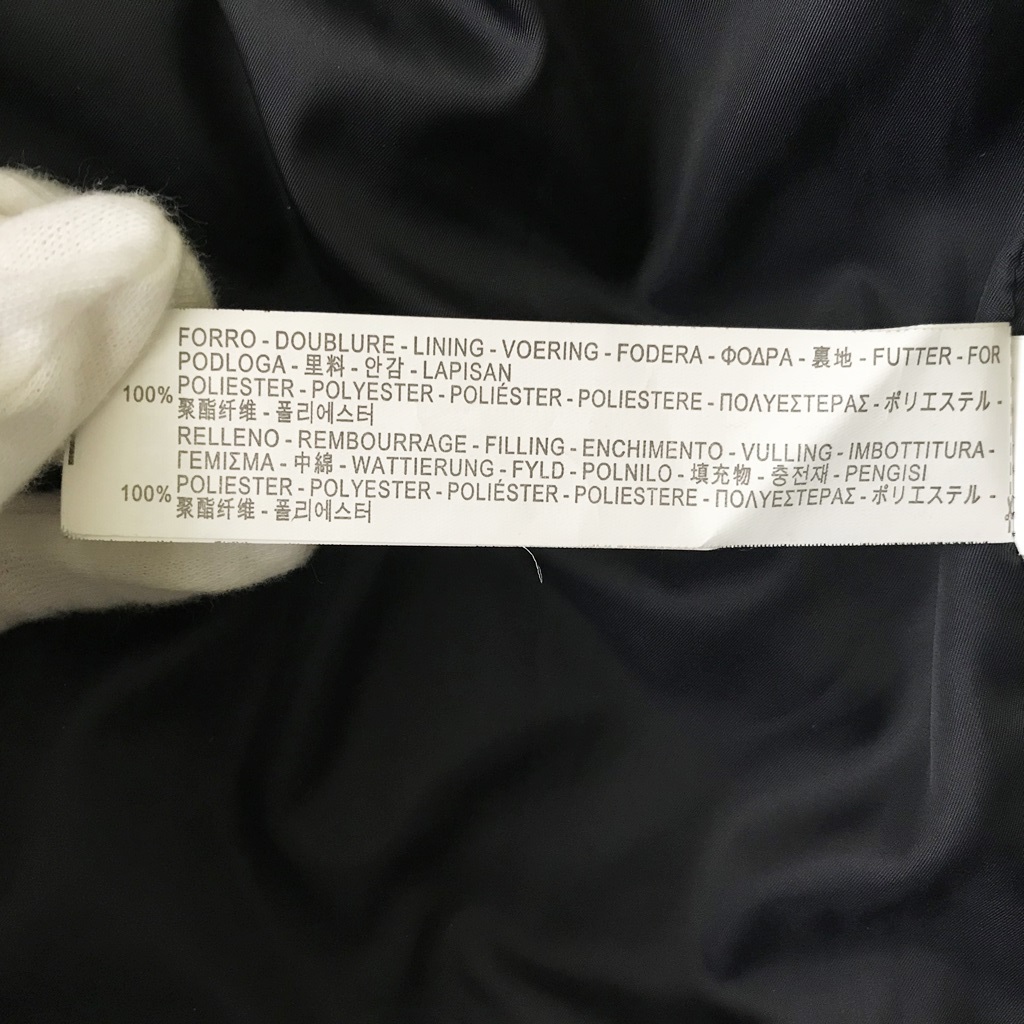 FORRO - DOUBLURE - LINING - VOERING - FODERA - ΦΟΔΡΑ - 裏地 - FUTTER - FOR
PODLOGA - 里料 - 안감 - LAPISAN
100% POLIESTER - POLYESTER - POLIÉSTER - POLIESTERE - ΠΟΛΥΕΣΤΕΡΑΣ - ポリエステル -
聚酯纤维 - 폴리에스터
RELLENO - REMBOURRAGE - FILLING - ENCHIMENTO - VULLING - IMBOTTITURA -
ΓΕΜΙΣΜΑ - 中綿 - WATTIERUNG - FYLD - POLNILO - 填充物 - 충전재 - PENGISI
100% POLIESTER - POLYESTER - POLIÉSTER - POLIESTERE - ΠΟΛΥΕΣΤΕΡΑΣ - ポリエステル -
聚酯纤维 - 폴리에스터